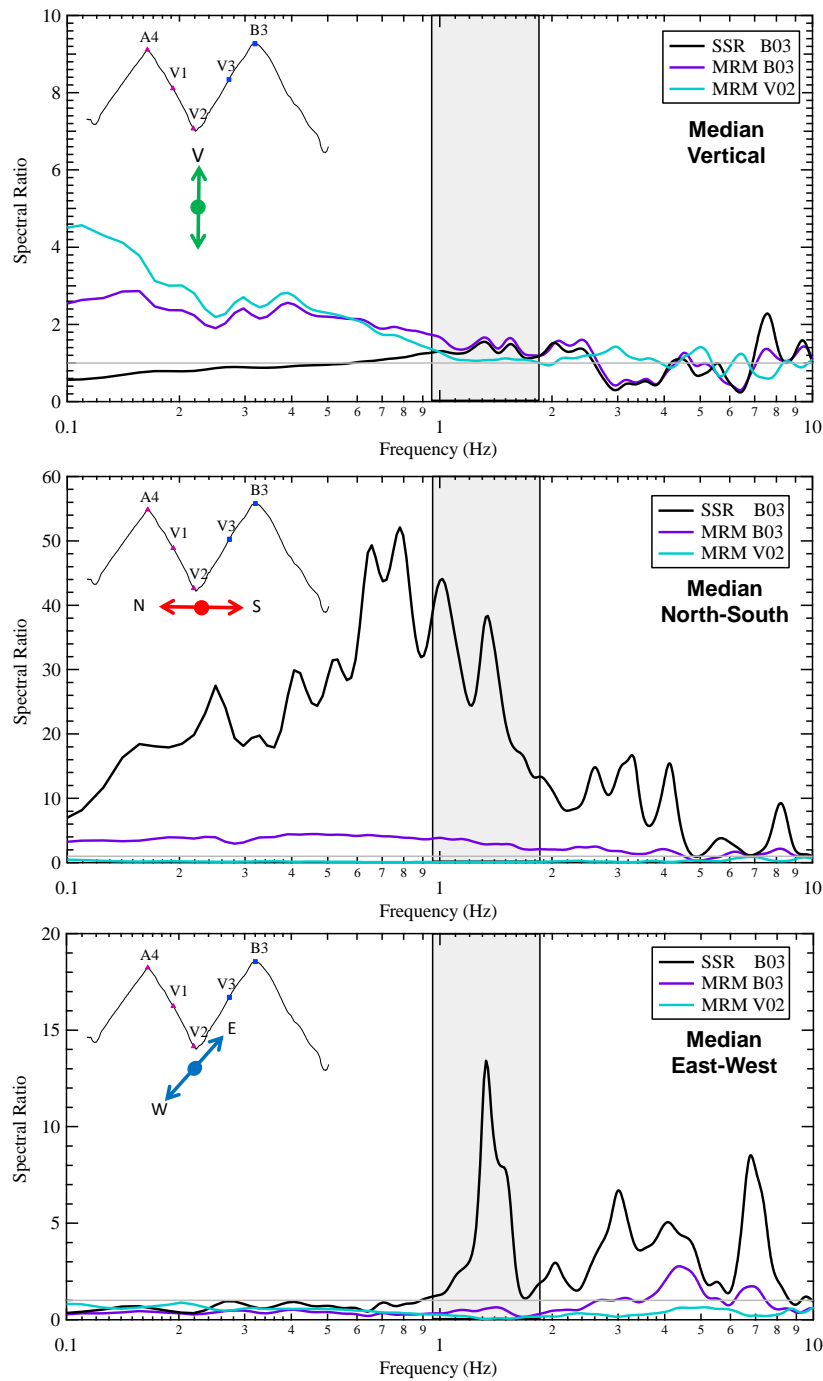 10
8
6
4
2
0
Spectral Ratio
A4
V1
V2
V3
B3
V
SSR B03
MRM B03
MRM V02
Median
Vertical
0.1
2 3 4 5 6 7 8 9
1
2 3 4 5 6 7 8 9
10
Frequency (Hz)
60
50
40
30
20
10
0
Spectral Ratio
A4
V1
V2
V3
B3
N S
SSR B03
MRM B03
MRM V02
Median
North-South
0.1
2 3 4 5 6 7 8 9
1
2 3 4 5 6 7 8 9
10
Frequency (Hz)
20
15
10
5
0
Spectral Ratio
A4
V1
V2
V3
B3
E
W
SSR B03
MRM B03
MRM V02
Median
East-West
0.1
2 3 4 5 6 7 8 9
1
2 3 4 5 6 7 8 9
10
Frequency (Hz)